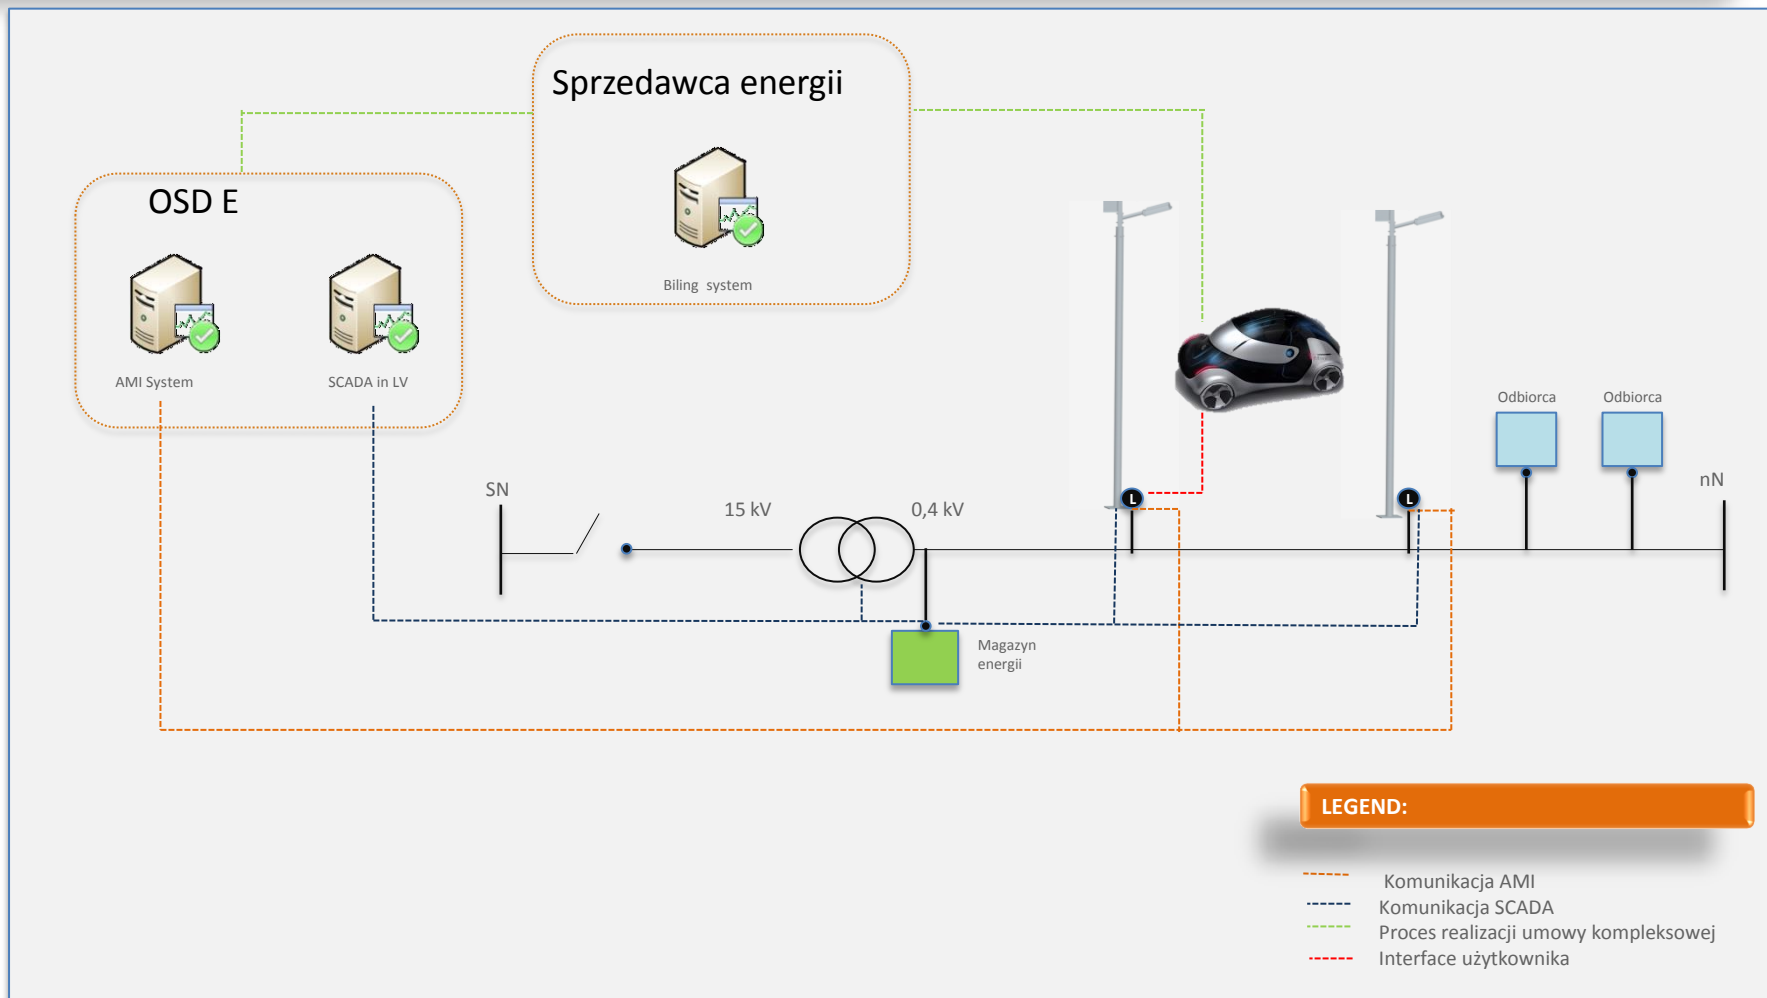 Sprzedawca energii
OSD E
Biling system
AMI System
SCADA in LV
Odbiorca
Odbiorca
SN
15 kV
0,4 kV
nN
L
L
Magazyn
energii
LEGEND:
Komunikacja AMI
Komunikacja SCADA
Proces realizacji umowy kompleksowej
Interface użytkownika